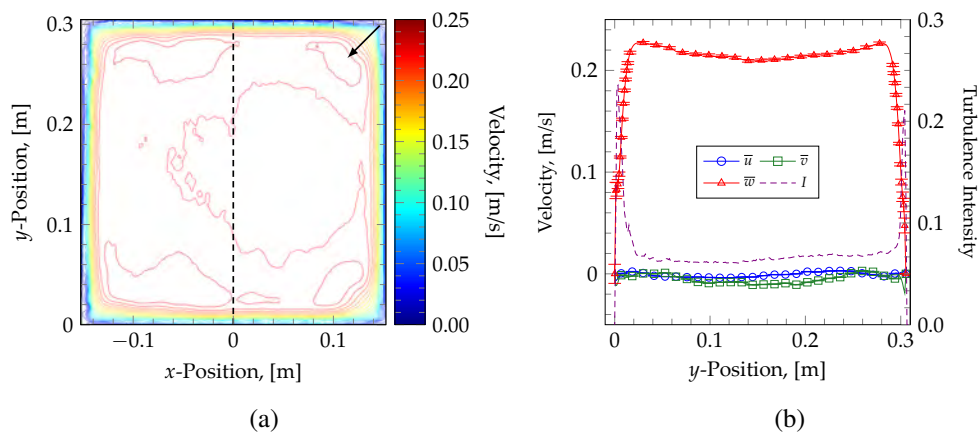 0.3
0.2
0.1
0
y-Position, [m]
−0.1
0
0.1
x-Position, [m]
0.25
0.20
0.15
0.10
0.05
0.00
Velocity, [m/s]
(a)
0.2
0.1
0
Velocity, [m/s]
u̅ v̅
w̅ I
0
0.1
0.2
0.3
y-Position, [m]
0.3
0.2
0.1
0.0
Turbulence Intensity
(b)